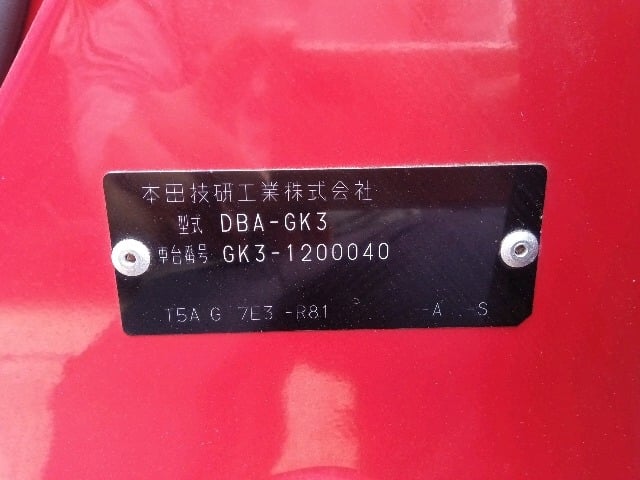 本田技研工業株式会社
型式 DBA-GK3
車台番号 GK3-1200040
T5A G 7E3 -R81 -A -S